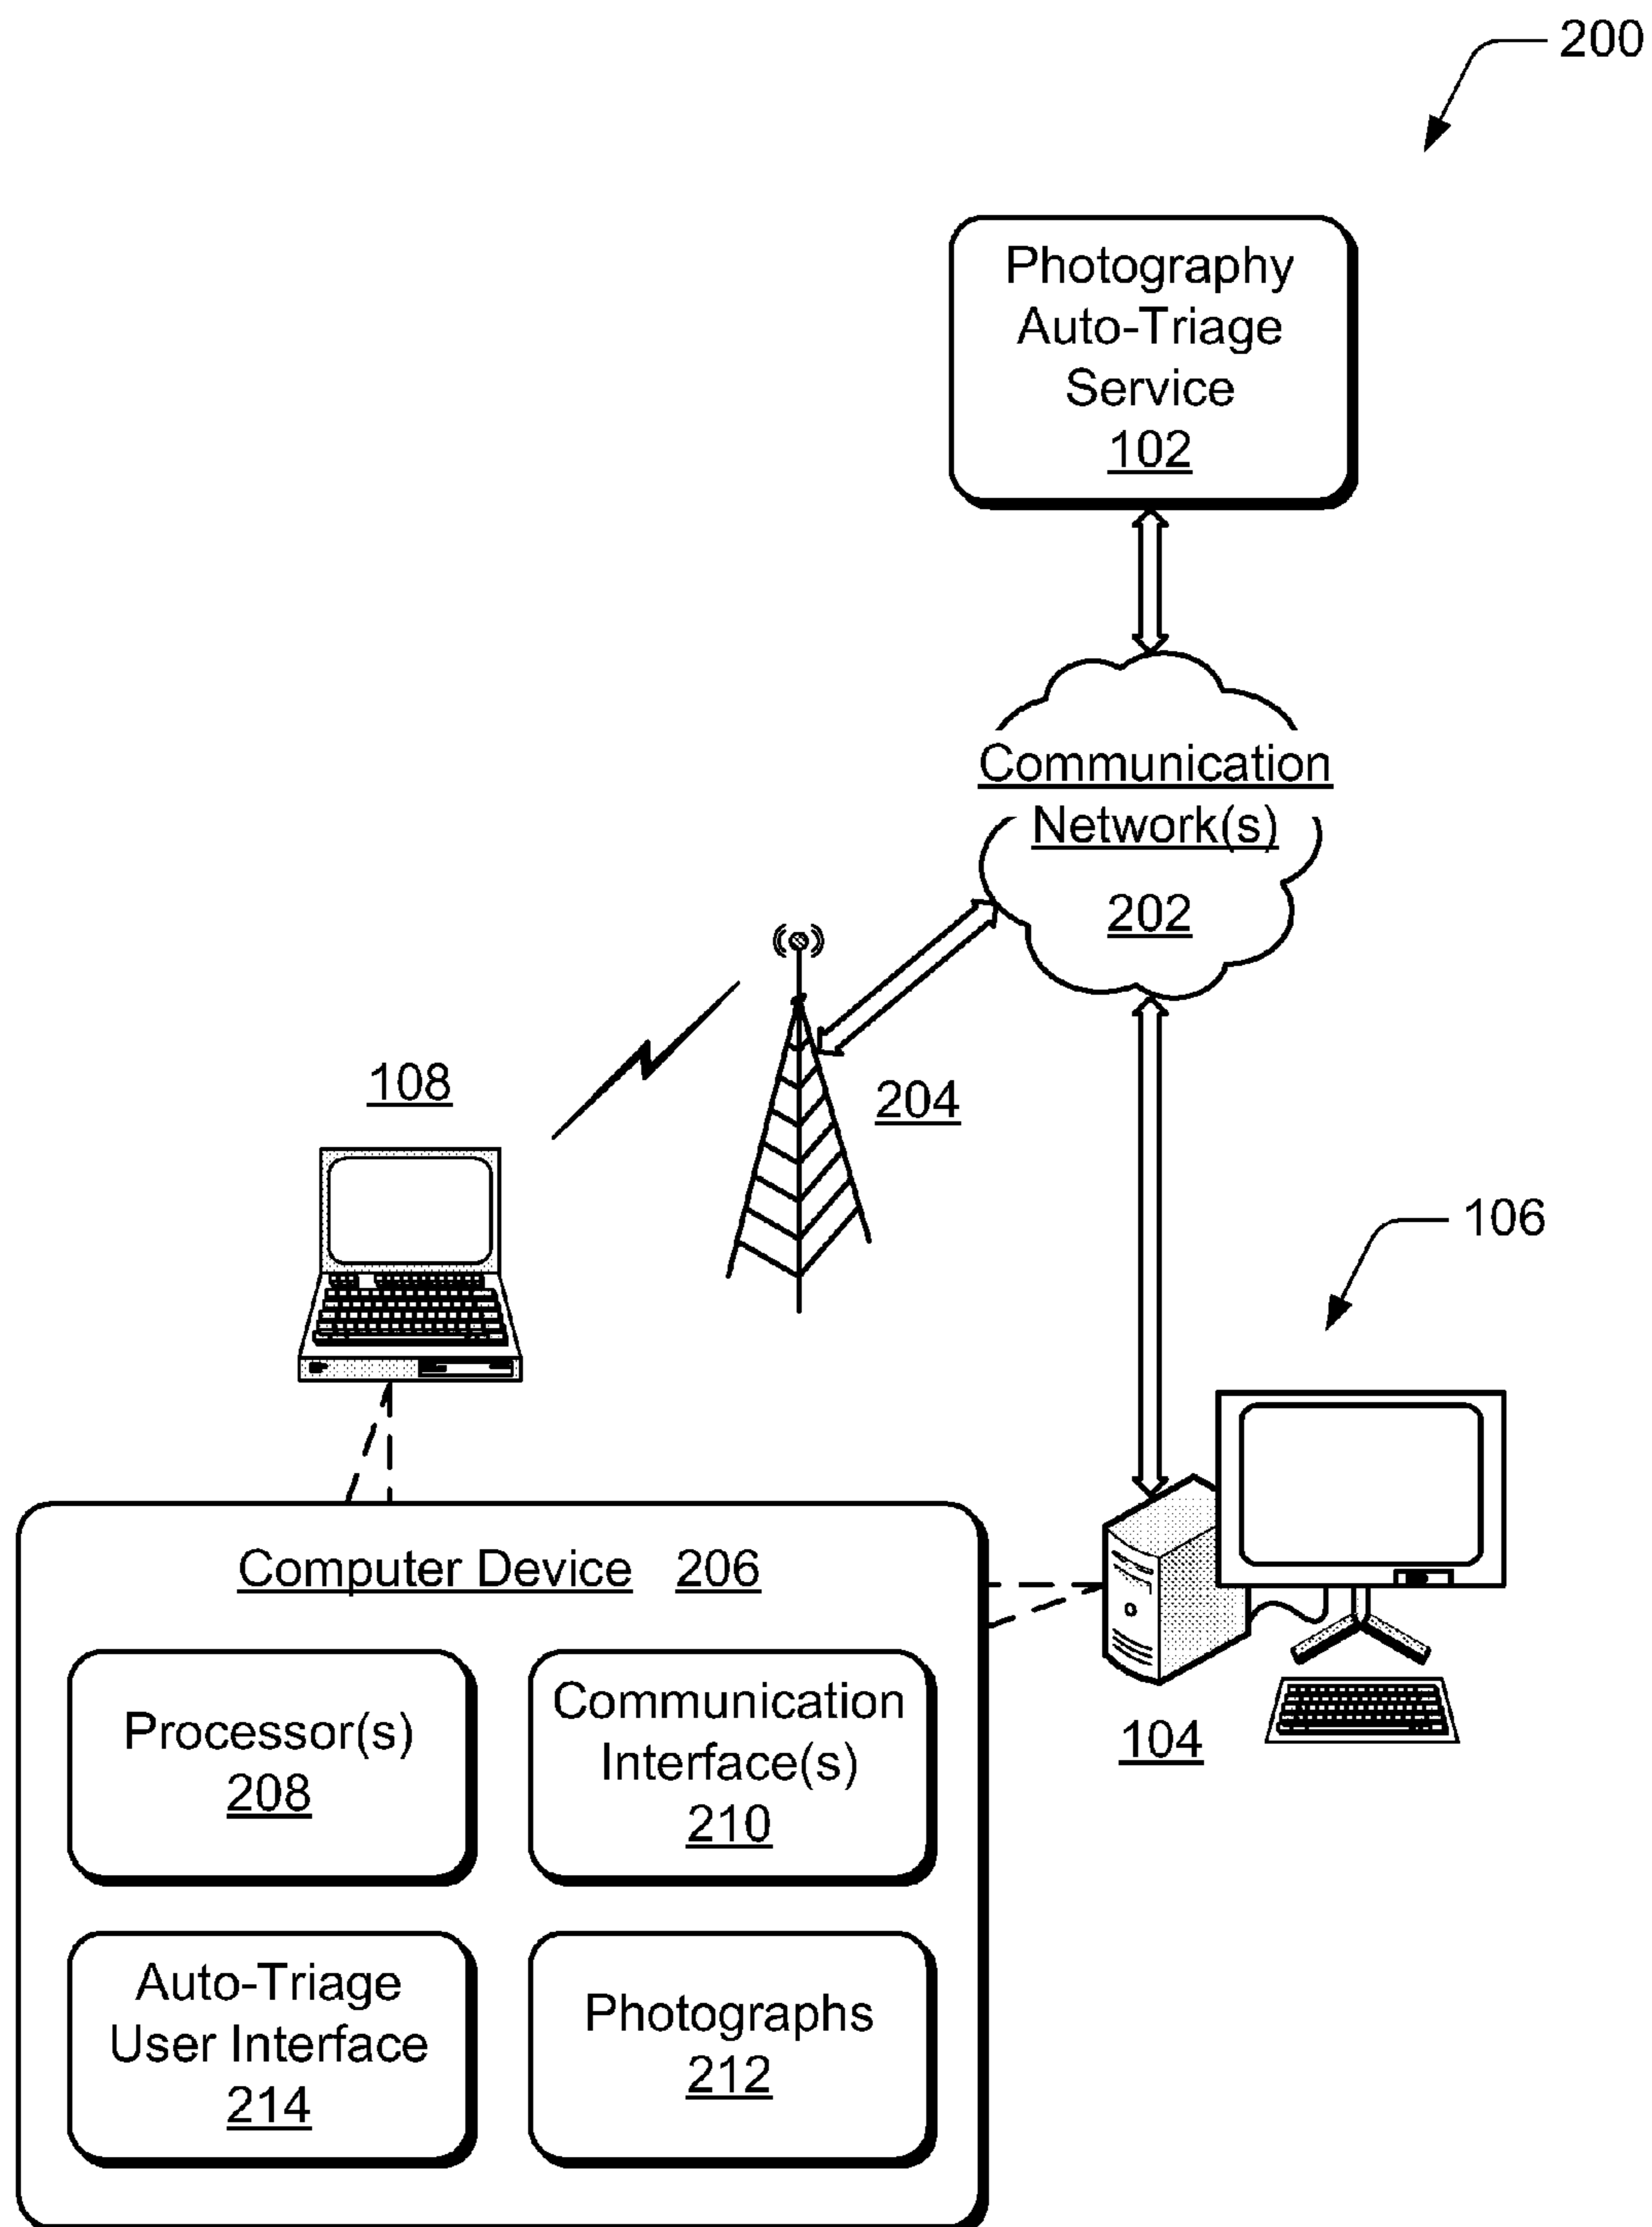 200
Photography
Auto-Triage
Service
102
Communication
Network(s)
202
108
204
106
Computer Device 206
Processor(s)
208
Communication
Interface(s)
210
104
Auto-Triage
User Interface
214
Photographs
212